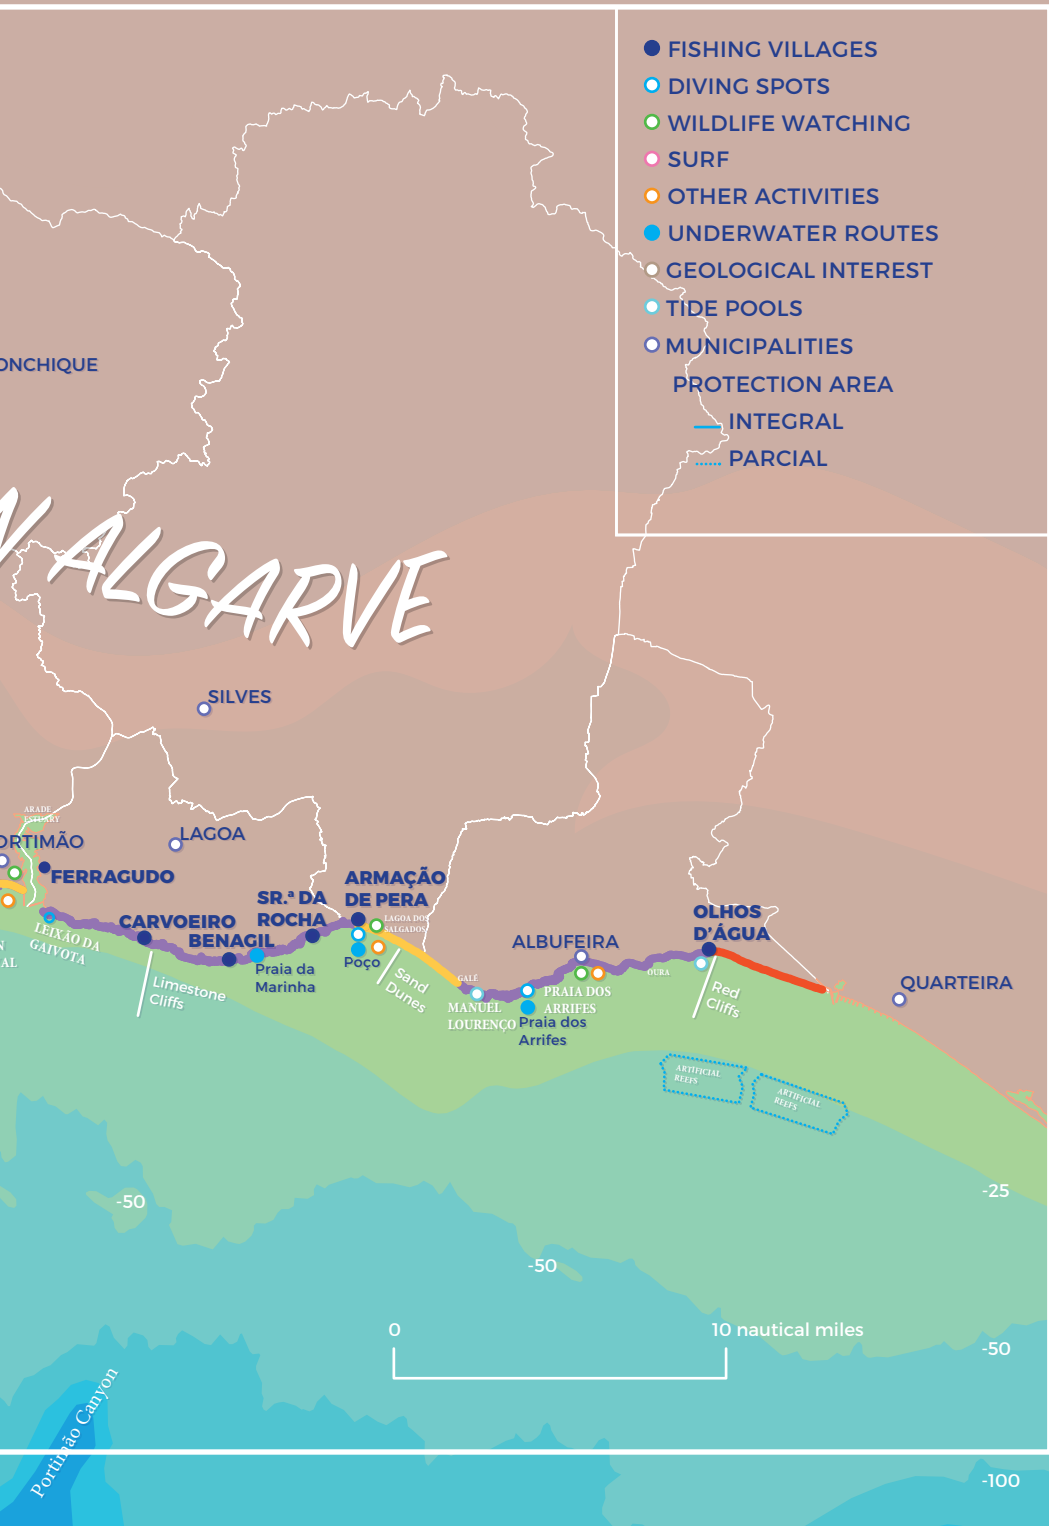 FISHING VILLAGES
DIVING SPOTS
WILDLIFE WATCHING
SURF
OTHER ACTIVITIES
UNDERWATER ROUTES
GEOLOGICAL INTEREST
TIDE POOLS
MUNICIPALITIES
PROTECTION AREA
INTEGRAL
PARCIAL
ONCHIQUE
ALGARVE
SILVES
ARADE
ESTUARY
ORTIMÃO
LAGOA
FERRAGUDO
ARMAÇÃO
DE PERA
SR.ª DA
ROCHA
CARVOEIRO
BENAGIL
LAGOA DOS
SALGADOS
OLHOS
D'ÁGUA
ALBUFEIRA
LEIXÃO DA
GAIVOTA
N
AL
Poço
Praia da
Marinha
Limestone
Cliffs
Sand
Dunes
GALÉ
MANUEL
LOURENÇO
PRAIA DOS
ARRIFES
Praia dos
Arrifes
OURA
Red
Cliffs
QUARTEIRA
ARTIFICIAL
REEFS
ARTIFICIAL
REEFS
-50
-25
-50
0
10 nautical miles
-50
Portimão Canyon
-100